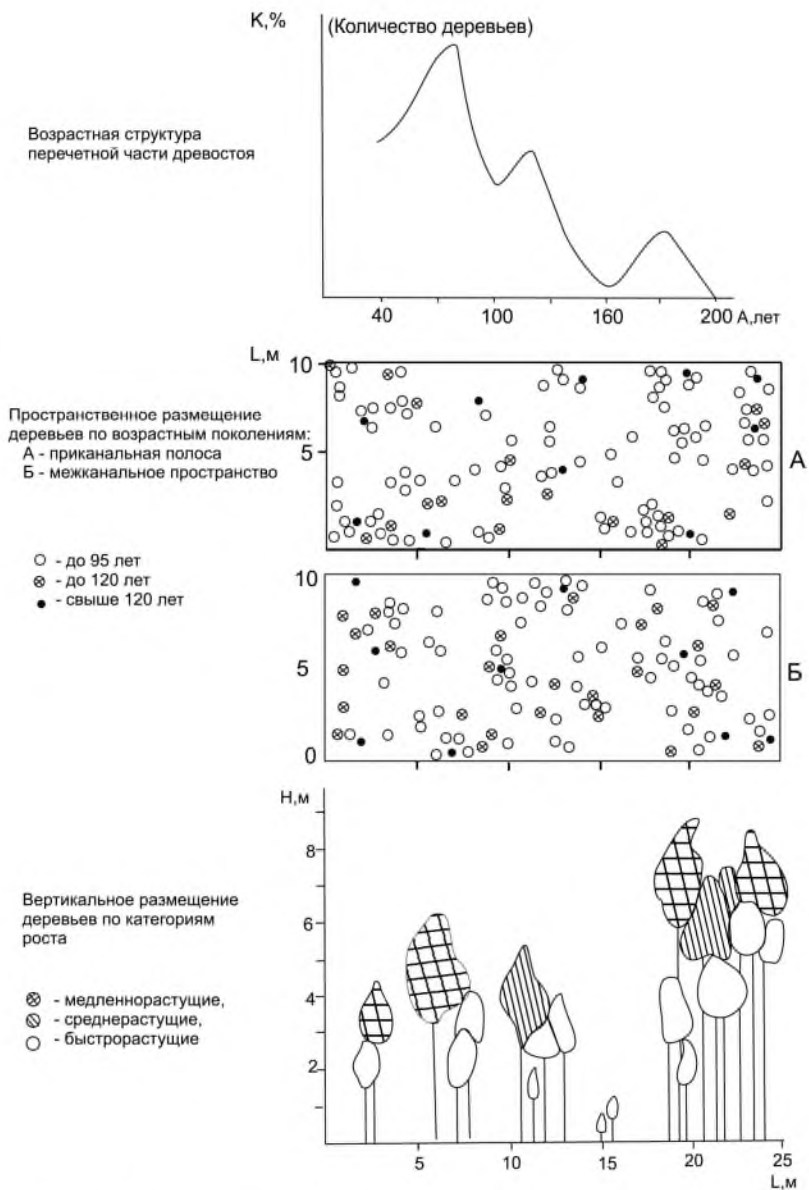 К,%
(Количество деревьев)
Возрастная структура
перечетной части древостоя
40
100
160
200
А,лет
L,м
10
5
А
Пространственное размещение
деревьев по возрастным поколениям:
А - приканальная полоса
Б - межканальное пространство
- до 95 лет
- до 120 лет
- свыше 120 лет
10
5
0
Б
Н,м
8
6
4
2
Вертикальное размещение
деревьев по категориям
роста
- медленнорастущие,
- среднерастущие,
- быстрорастущие
5
10
15
20
25
L,м